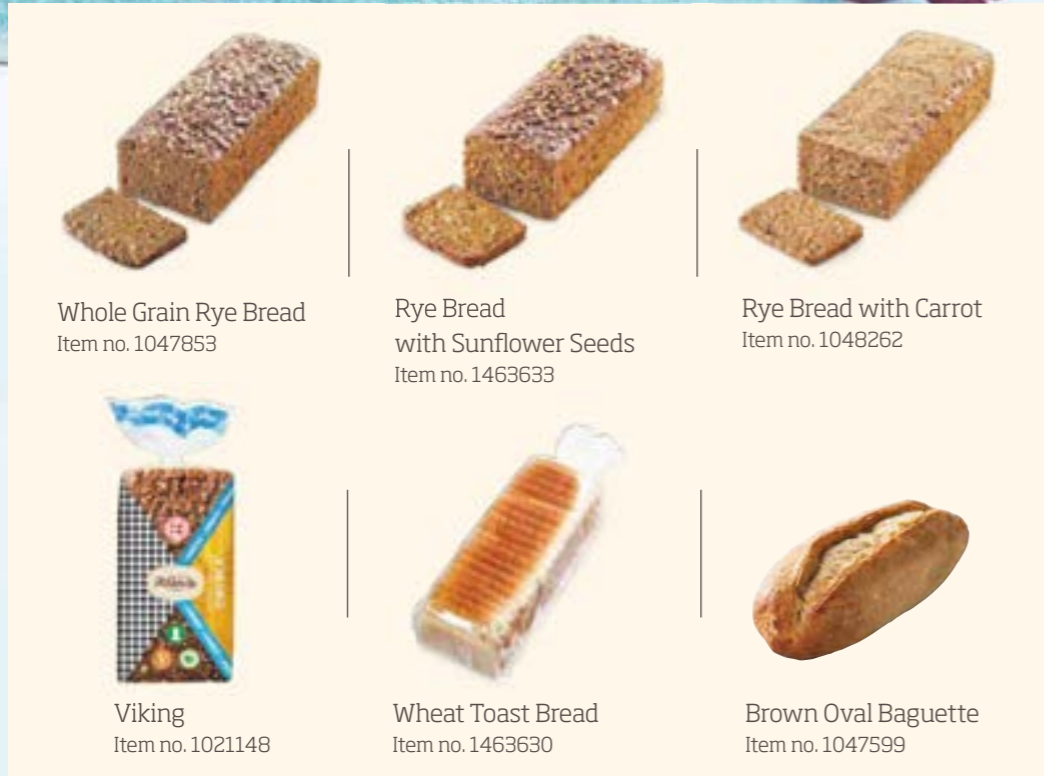 Whole Grain Rye Bread
Item no. 1047853
Rye Bread
with Sunflower Seeds
Item no. 1463633
Rye Bread with Carrot
Item no. 1048262
Viking
Item no. 1021148
Wheat Toast Bread
Item no. 1463630
Brown Oval Baguette
Item no. 1047599